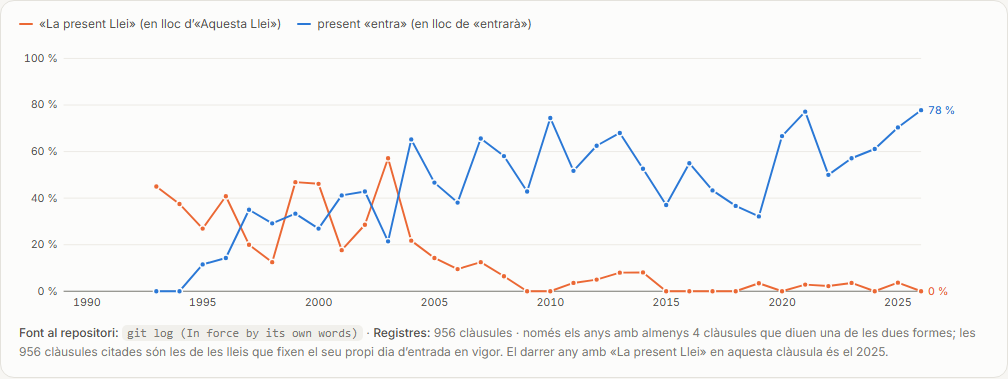 «La present Llei» (en lloc d’«Aquesta Llei») present «entra» (en lloc de «entrarà»)
100 %
80 %
60 %
40 %
20 %
0 %
78 %
0 %
1990 1995 2000 2005 2010 2015 2020 2025
Font al repositori: git log (In force by its own words) · Registres: 956 clàusules · només els anys amb almenys 4 clàusules que diuen una de les dues formes; les
956 clàusules citades són les de les lleis que fixen el seu propi dia d’entrada en vigor. El darrer any amb «La present Llei» en aquesta clàusula és el 2025.